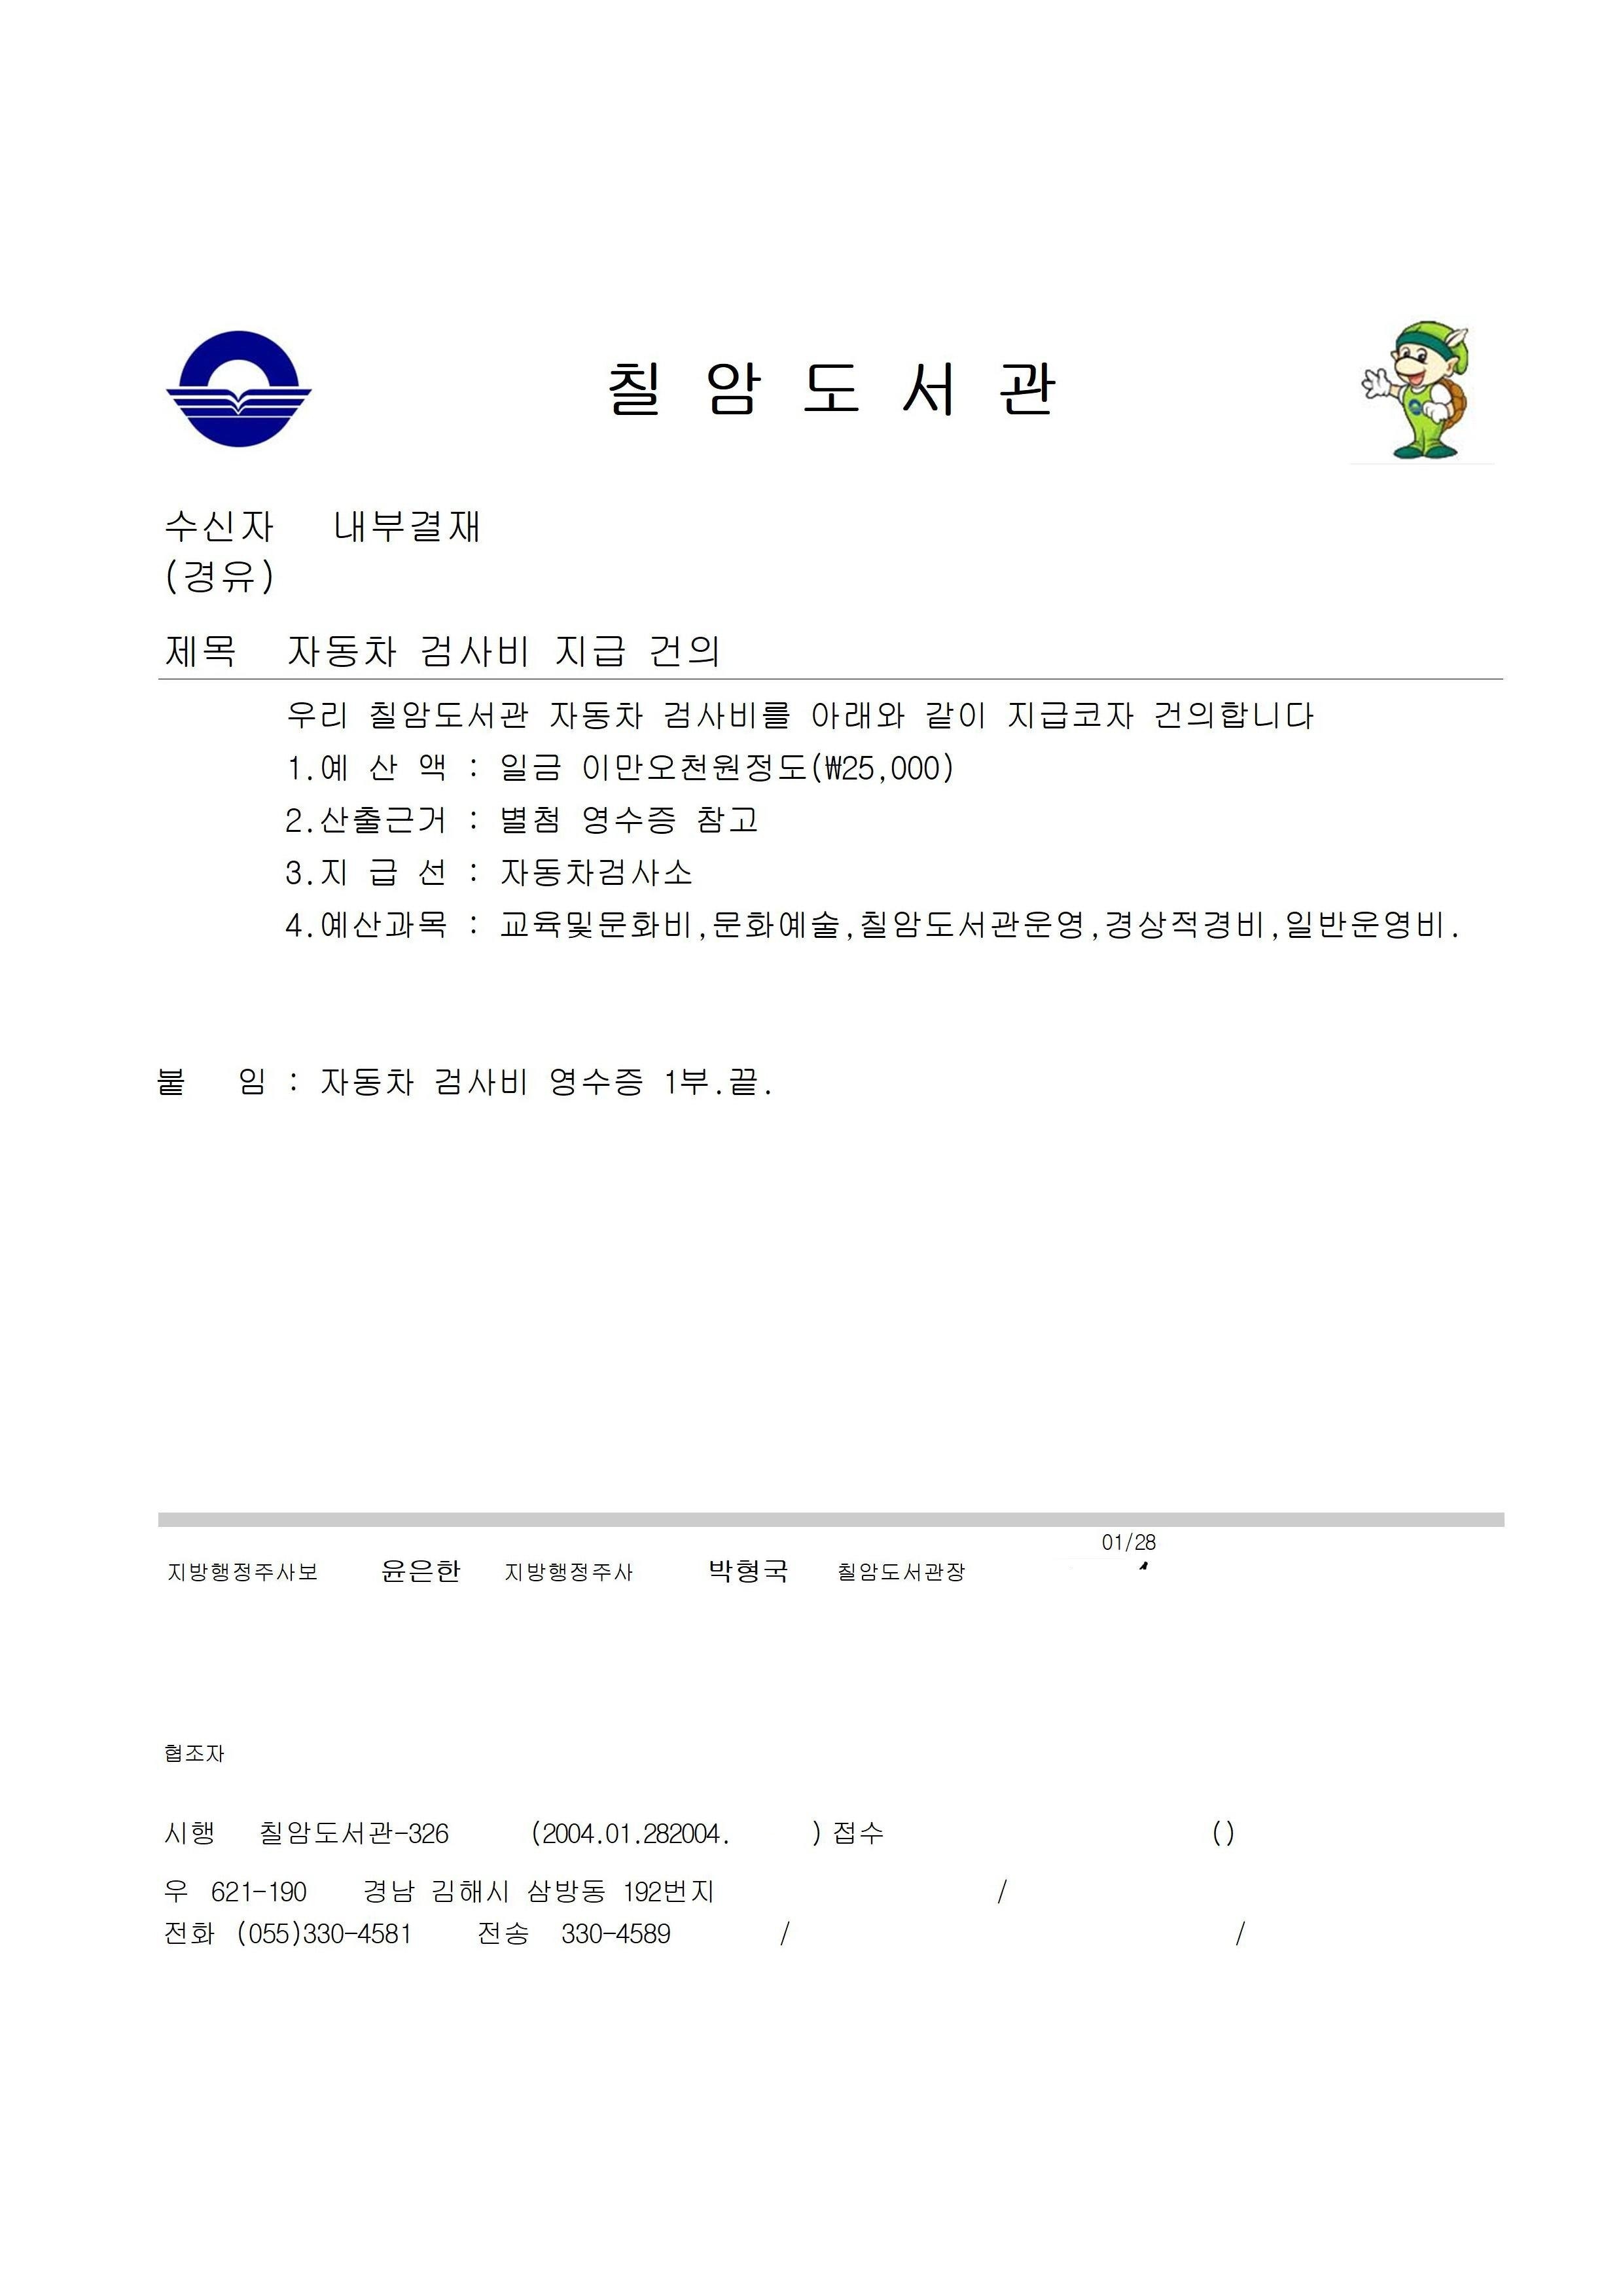 칠 암 도 서 관
수신자 내부결재
(경유)
제목 자동차 검사비 지급 건의
우리 칠암도서관 자동차 검사비를 아래와 같이 지급코자 건의합니다
1.예 산 액 : 일금 이만오천원정도(₩25,000)
2.산출근거 : 별첨 영수증 참고
3.지 급 선 : 자동차검사소
4.예산과목 : 교육및문화비,문화예술,칠암도서관운영,경상적경비,일반운영비.
붙 임 : 자동차 검사비 영수증 1부.끝.
01/28
지방행정주사보 윤은한 지방행정주사 박형국 칠암도서관장
협조자
시행 칠암도서관-326 (2004.01.282004. ) 접수 ()
우 621-190 경남 김해시 삼방동 192번지 /
전화 (055)330-4581 전송 330-4589 / /